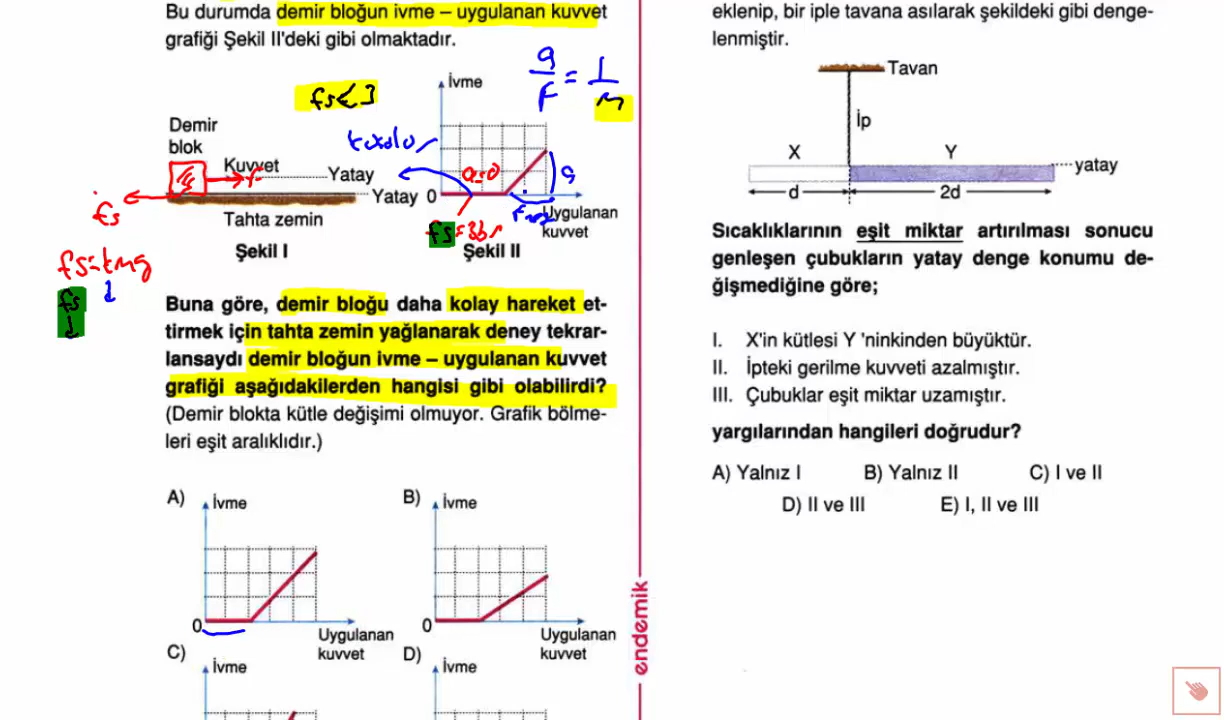 Bu durumda demir bloğun ivme – uygulanan kuvvet
grafiği Şekil II'deki gibi olmaktadır.
Demir
blok
Kuvvet
Yatay
Yatay
Tahta zemin
Şekil I
İvme
0
Uygulanan
kuvvet
Şekil II
a/F = 1/m
a=0
a
fs
fs=kmg
fs
Buna göre, demir bloğu daha kolay hareket et-
tirmek için tahta zemin yağlanarak deney tekrar-
lansaydı demir bloğun ivme – uygulanan kuvvet
grafiği aşağıdakilerden hangisi gibi olabilirdi?
(Demir blokta kütle değişimi olmuyor. Grafik bölme-
leri eşit aralıklıdır.)
A)
İvme
0
Uygulanan
kuvvet
B)
İvme
0
Uygulanan
kuvvet
C)
İvme
D)
İvme
endemik
eklenip, bir iple tavana asılarak şekildeki gibi denge-
lenmiştir.
Tavan
İp
X
Y
yatay
d
2d
Sıcaklıklarının eşit miktar artırılması sonucu
genleşen çubukların yatay denge konumu de-
ğişmediğine göre;
I. X'in kütlesi Y 'ninkinden büyüktür.
II. İpteki gerilme kuvveti azalmıştır.
III. Çubuklar eşit miktar uzamıştır.
yargılarından hangileri doğrudur?
A) Yalnız I B) Yalnız II C) I ve II
D) II ve III E) I, II ve III